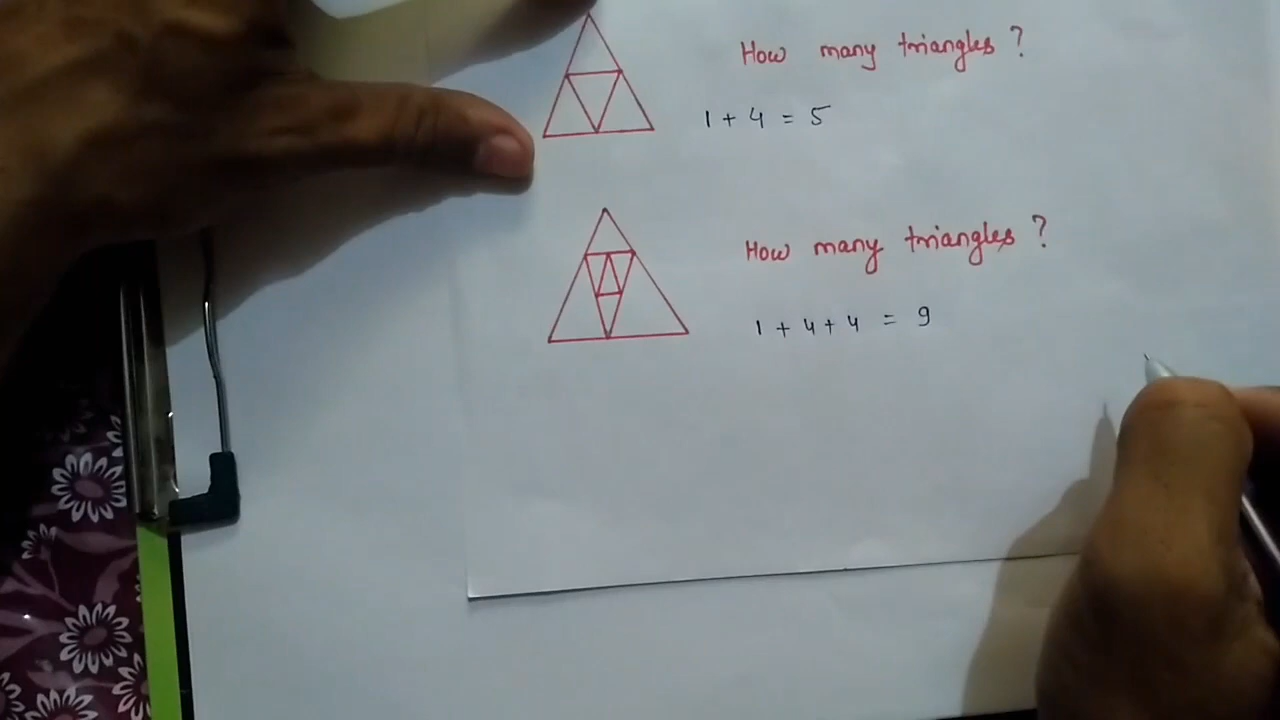 How many triangles ?
1 + 4 = 5
How many triangles ?
1 + 4 + 4 = 9